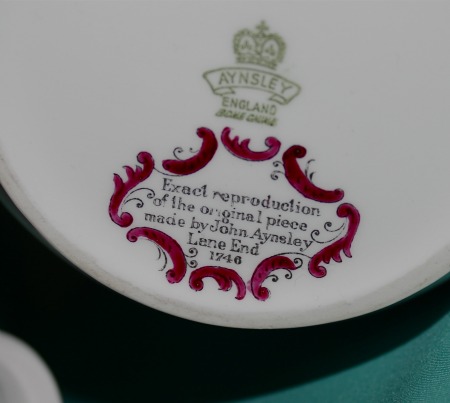 AYNSLEY
ENGLAND
BONE CHINA
Exact reproduction
of the original piece
made by John Aynsley
Lane End
1746